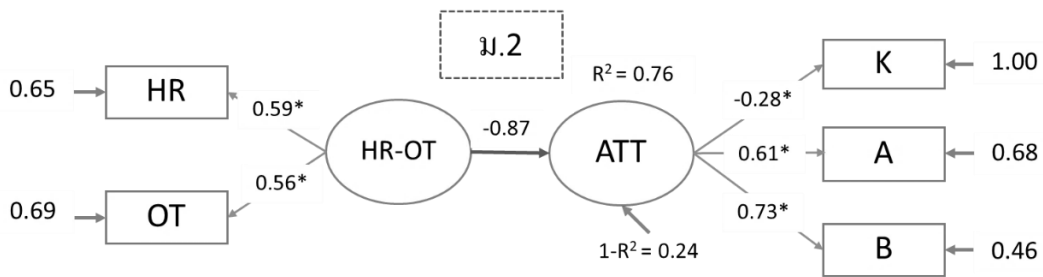 ม.2
R² = 0.76
0.65
HR
0.59*
HR-OT
-0.87
ATT
-0.28*
K
1.00
0.61*
A
0.68
0.69
OT
0.56*
0.73*
B
0.46
1-R² = 0.24